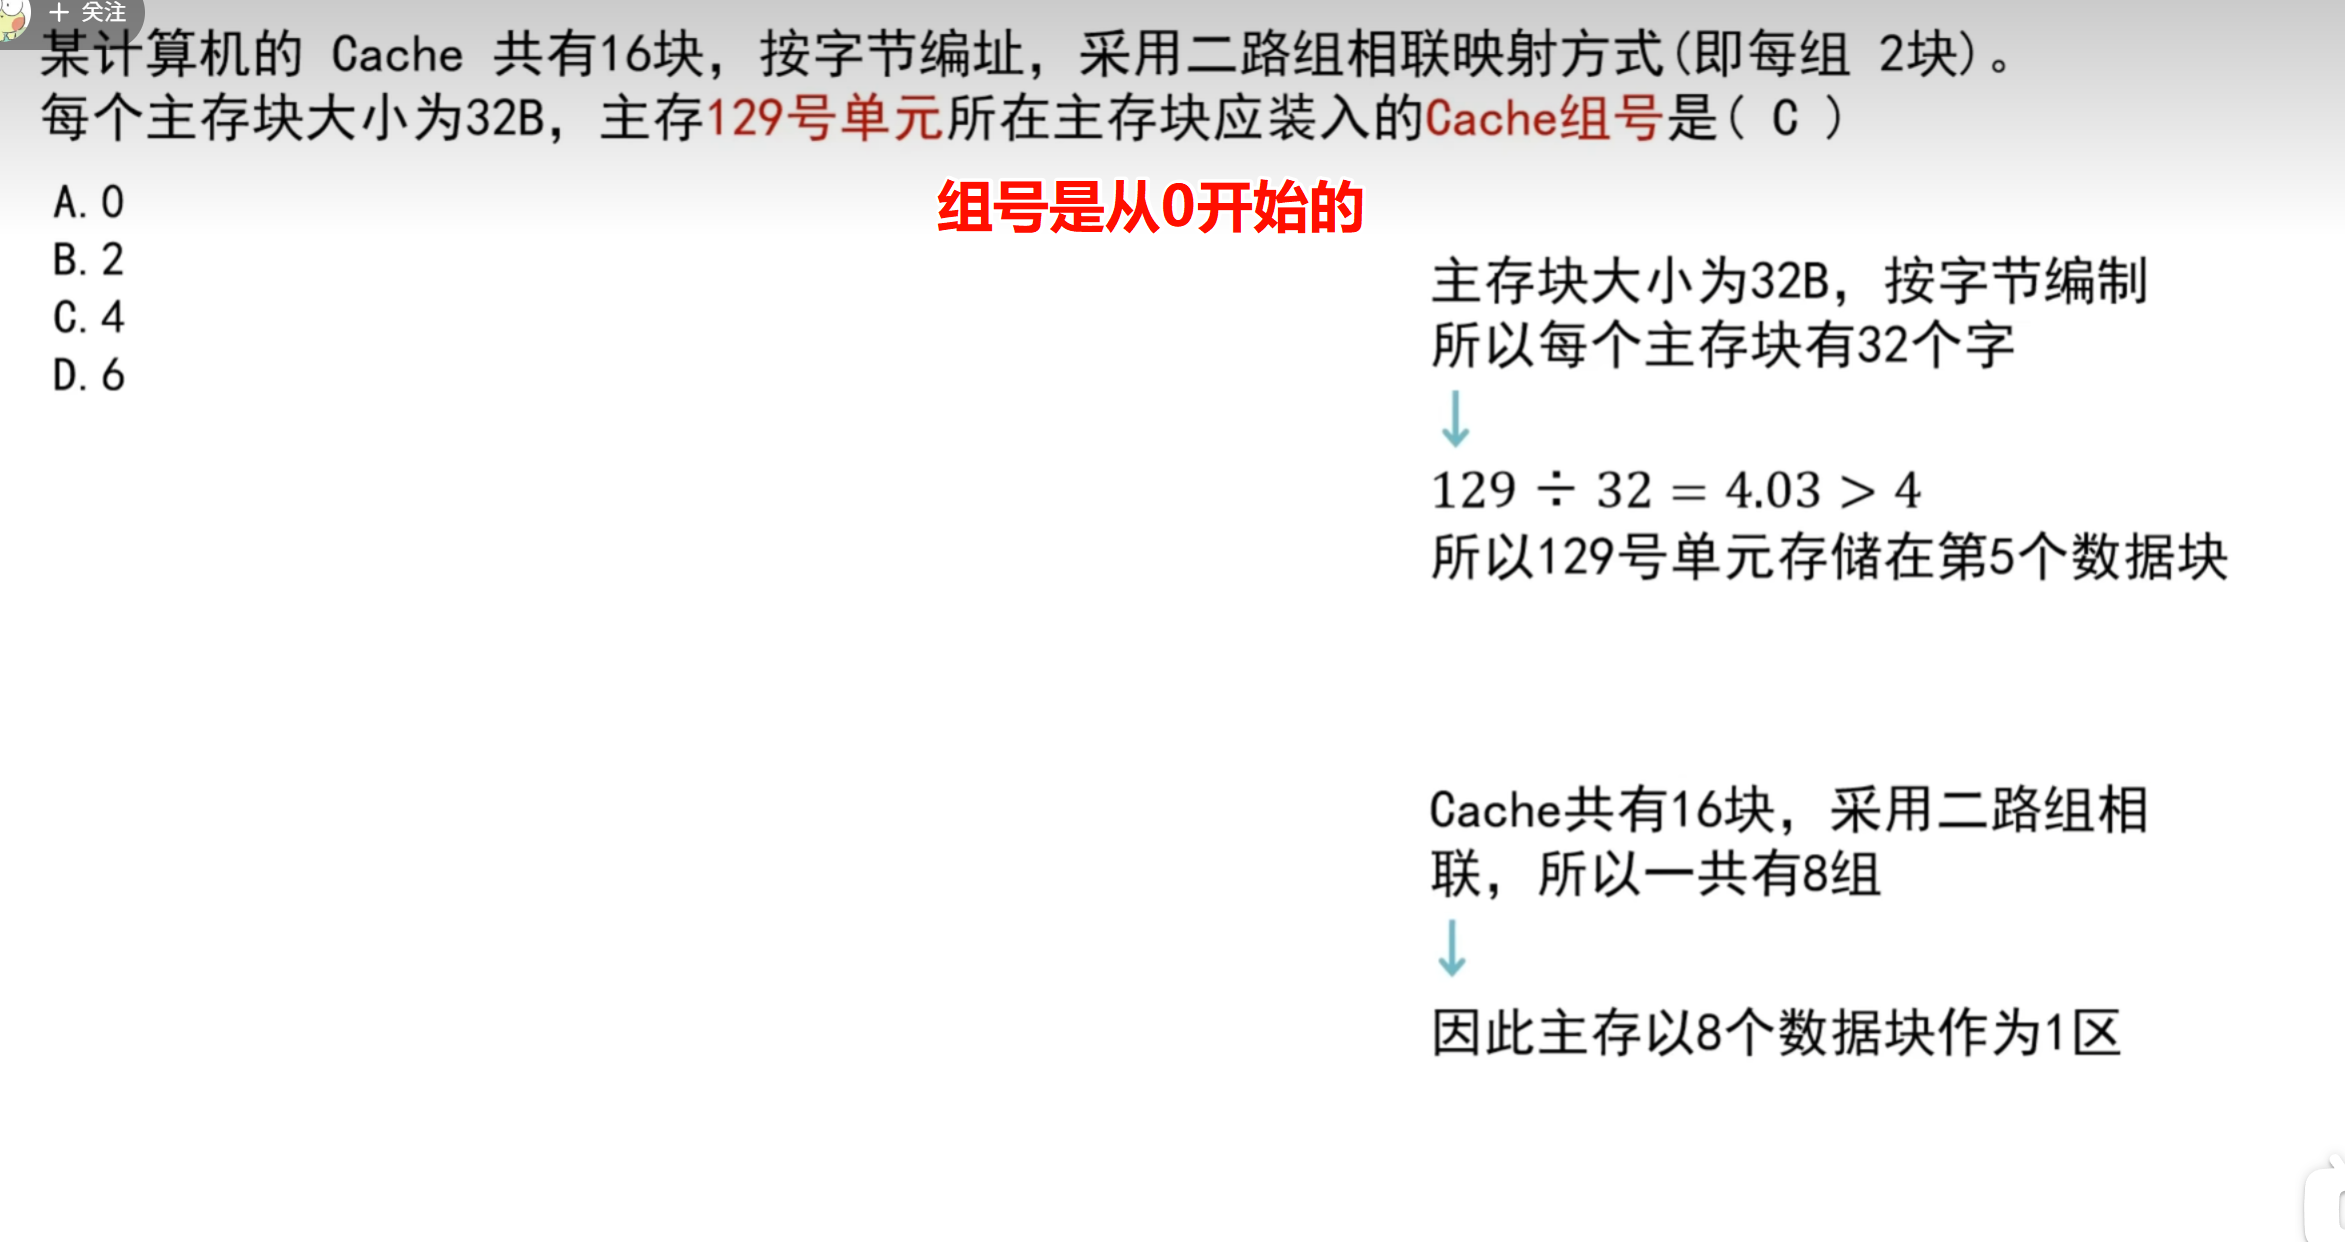 ＋ 关注
某计算机的 Cache 共有16块，按字节编址，采用二路组相联映射方式(即每组 2块)。
每个主存块大小为32B，主存129号单元所在主存块应装入的Cache组号是( C )
组号是从0开始的
A. 0
B. 2
C. 4
D. 6
主存块大小为32B，按字节编制
所以每个主存块有32个字
↓
129 ÷ 32 = 4.03 > 4
所以129号单元存储在第5个数据块
Cache共有16块，采用二路组相
联，所以一共有8组
↓
因此主存以8个数据块作为1区